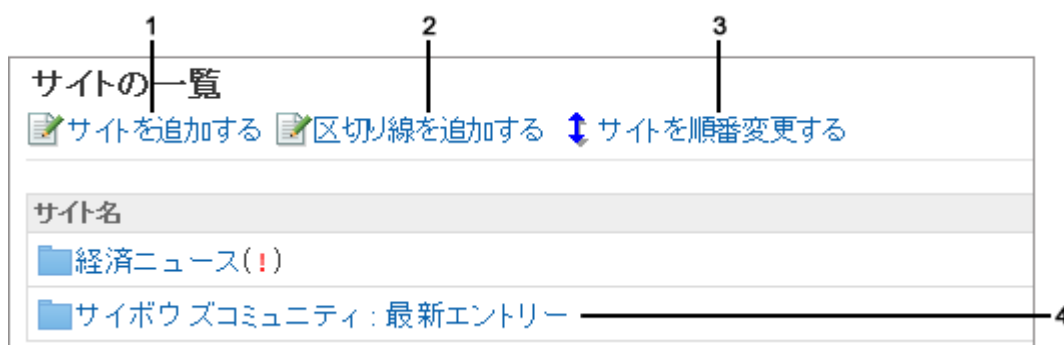 1 2 3
サイトの一覧
サイトを追加する 区切り線を追加する サイトを順番変更する
サイト名
経済ニュース(!)
サイボウズコミュニティ:最新エントリー 4